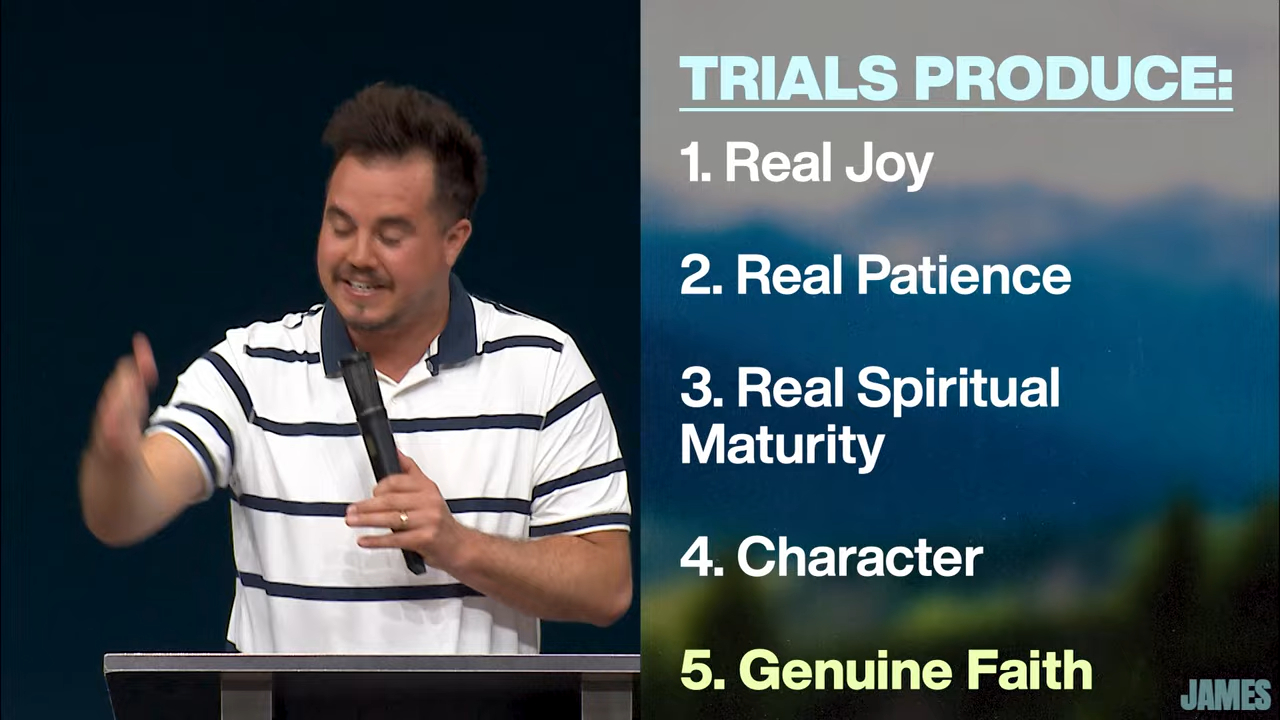 TRIALS PRODUCE:
1. Real Joy
2. Real Patience
3. Real Spiritual
Maturity
4. Character
5. Genuine Faith
JAMES